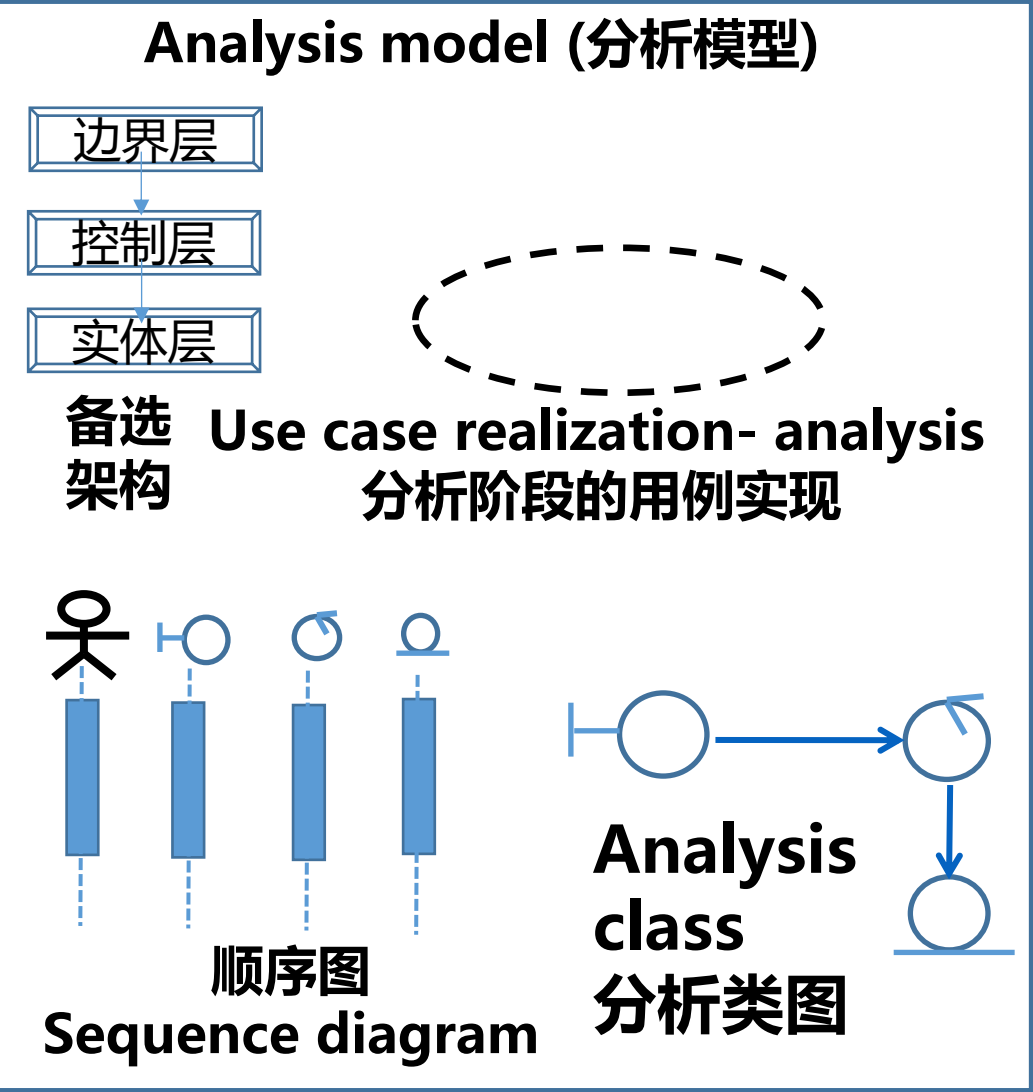 Analysis model (分析模型)
边界层
控制层
实体层
备选
架构
Use case realization- analysis
分析阶段的用例实现
顺序图
Sequence diagram
Analysis
class
分析类图